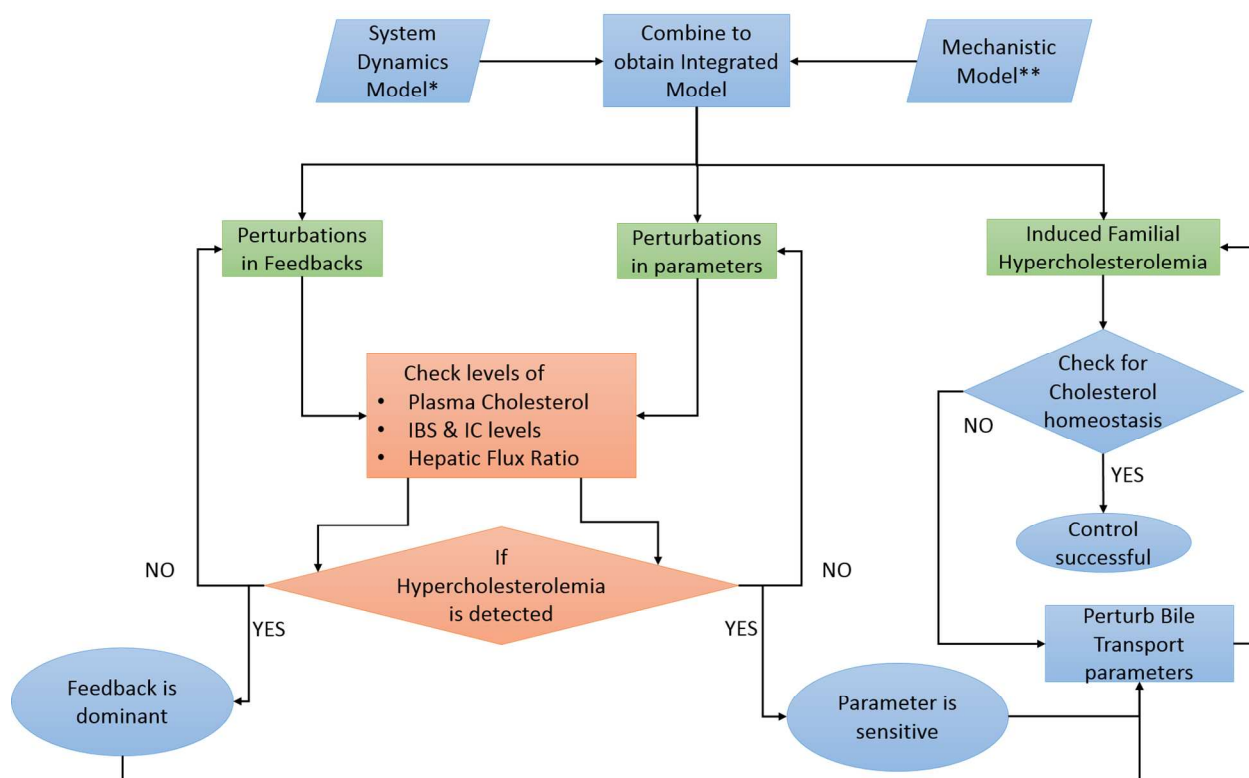 System
Dynamics
Model*
Combine to
obtain Integrated
Model
Mechanistic
Model**
Perturbations
in Feedbacks
Perturbations
in parameters
Induced Familial
Hypercholesterolemia
Check levels of
• Plasma Cholesterol
• IBS & IC levels
• Hepatic Flux Ratio
Check for
Cholesterol
homeostasis
NO
YES
Control
successful
If
Hypercholesterolemia
is detected
NO
NO
YES
YES
Perturb Bile
Transport
parameters
Feedback is
dominant
Parameter is
sensitive